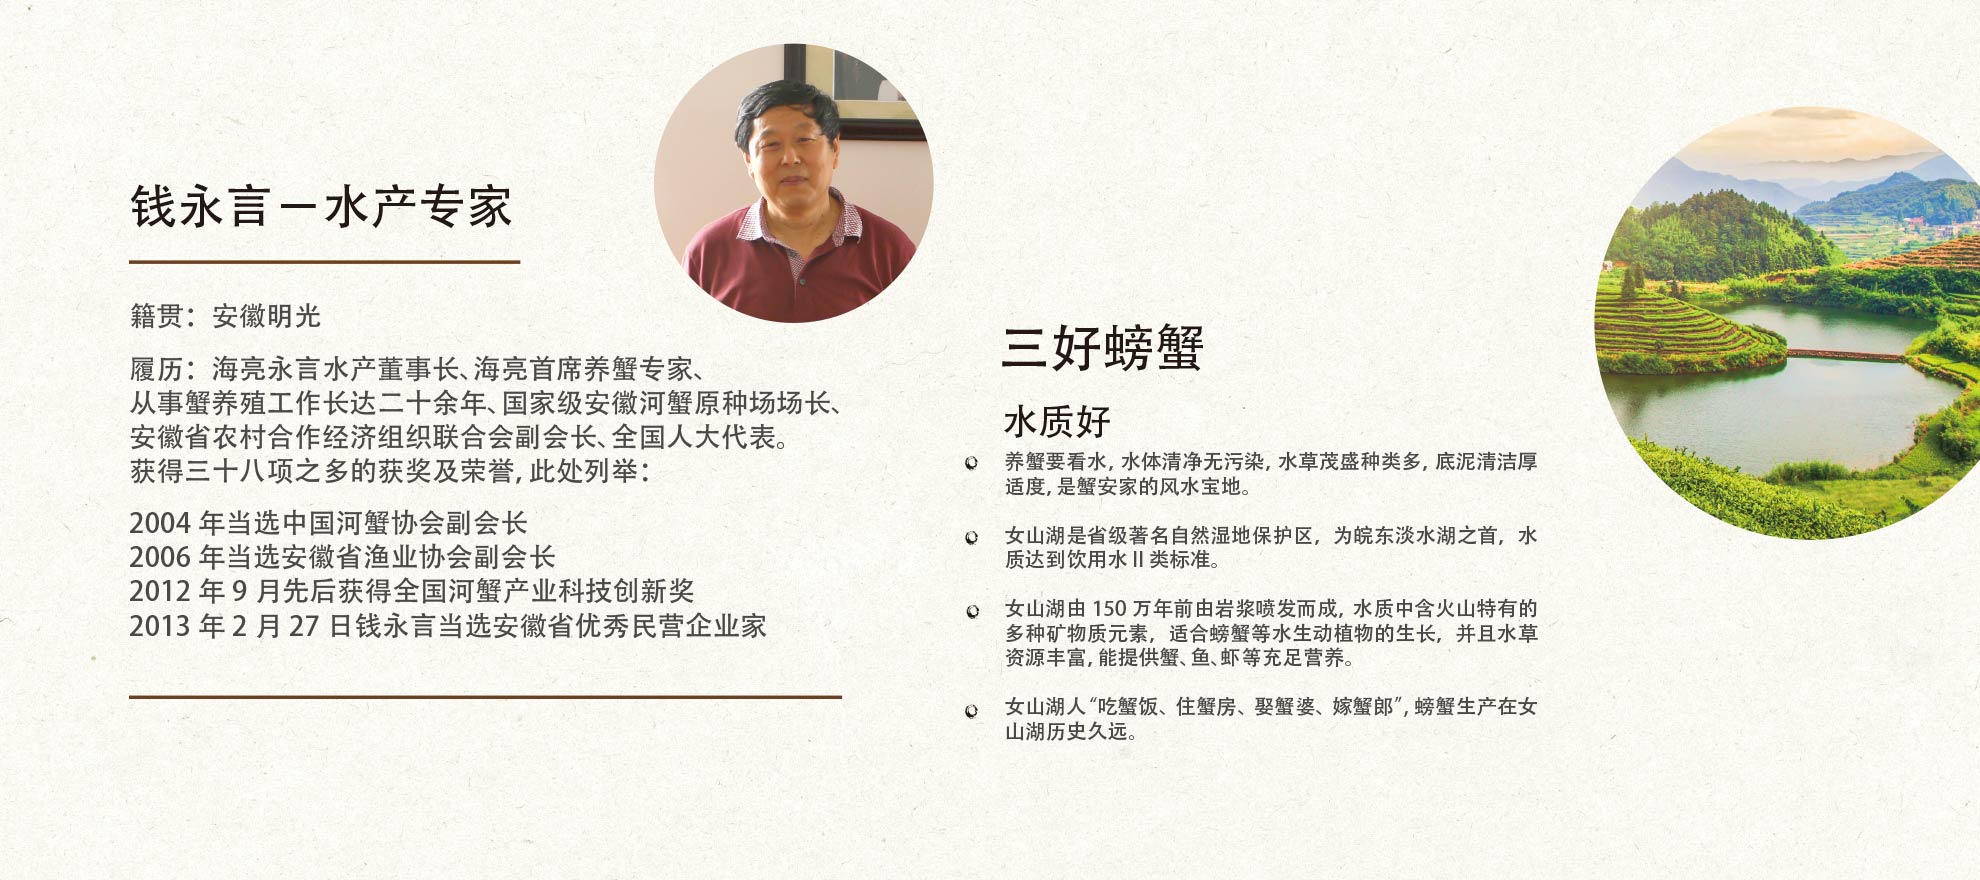 钱永言－水产专家
籍贯：安徽明光
履历：海亮永言水产董事长、海亮首席养蟹专家、
从事蟹养殖工作长达二十余年、国家级安徽河蟹原种场场长、
安徽省农村合作经济组织联合会副会长、全国人大代表。
获得三十八项之多的获奖及荣誉，此处列举：
2004 年当选中国河蟹协会副会长
2006 年当选安徽省渔业协会副会长
2012 年 9 月先后获得全国河蟹产业科技创新奖
2013 年 2 月 27 日钱永言当选安徽省优秀民营企业家
三好螃蟹
水质好
养蟹要看水，水体清净无污染，水草茂盛种类多，底泥清洁厚
适度，是蟹安家的风水宝地。
女山湖是省级著名自然湿地保护区，为皖东淡水湖之首，水
质达到饮用水 II 类标准。
女山湖由 150 万年前由岩浆喷发而成，水质中含火山特有的
多种矿物质元素，适合螃蟹等水生动植物的生长，并且水草
资源丰富，能提供蟹、鱼、虾等充足营养。
女山湖人“吃蟹饭、住蟹房、娶蟹婆、嫁蟹郎”，螃蟹生产在女
山湖历史久远。